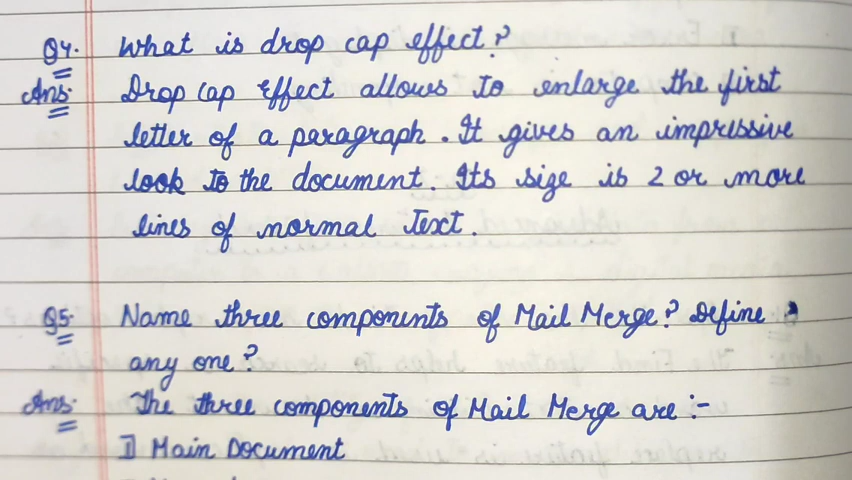 Q4. What is drop cap effect?
Ans: Drop cap effect allows to enlarge the first
letter of a paragraph. It gives an impressive
look to the document. Its size is 2 or more
lines of normal Text.
Q5. Name three components of Mail Merge? Define
any one?
Ans: The three components of Mail Merge are :-
I) Main Document